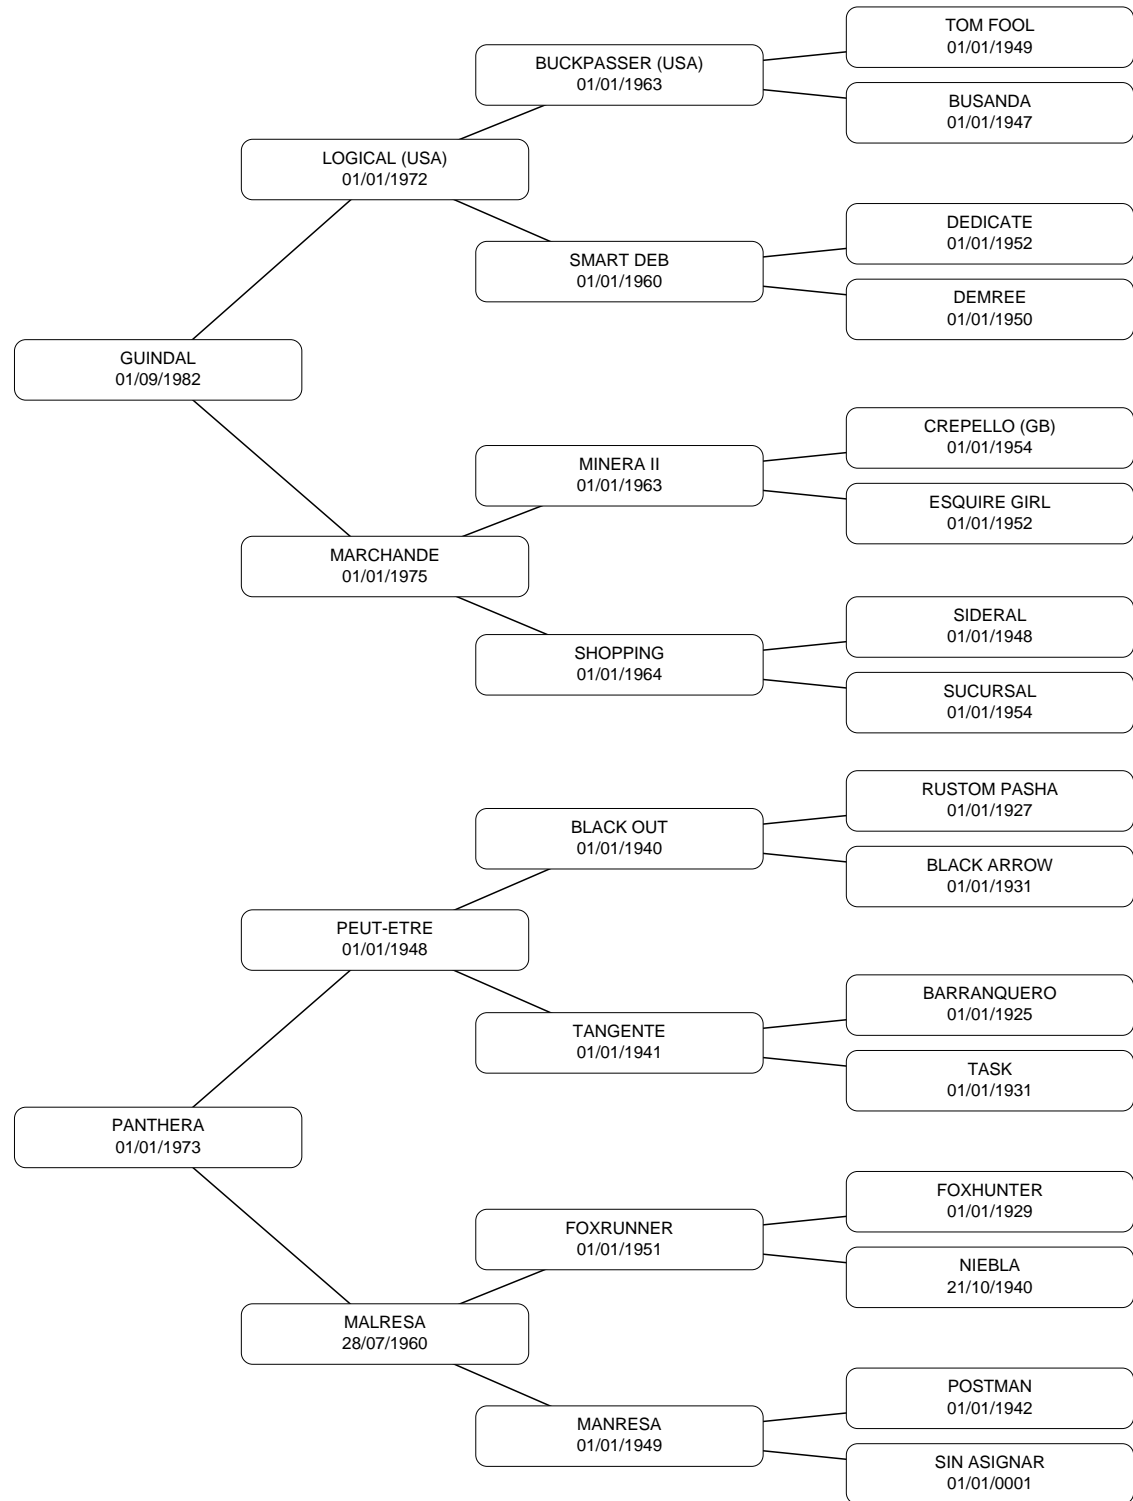 TOM FOOL
01/01/1949
BUCKPASSER (USA)
01/01/1963
BUSANDA
01/01/1947
LOGICAL (USA)
01/01/1972
DEDICATE
01/01/1952
SMART DEB
01/01/1960
DEMREE
01/01/1950
GUINDAL
01/09/1982
CREPELLO (GB)
01/01/1954
MINERA II
01/01/1963
ESQUIRE GIRL
01/01/1952
MARCHANDE
01/01/1975
SIDERAL
01/01/1948
SHOPPING
01/01/1964
SUCURSAL
01/01/1954
RUSTOM PASHA
01/01/1927
BLACK OUT
01/01/1940
BLACK ARROW
01/01/1931
PEUT-ETRE
01/01/1948
BARRANQUERO
01/01/1925
TANGENTE
01/01/1941
TASK
01/01/1931
PANTHERA
01/01/1973
FOXHUNTER
01/01/1929
FOXRUNNER
01/01/1951
NIEBLA
21/10/1940
MALRESA
28/07/1960
POSTMAN
01/01/1942
MANRESA
01/01/1949
SIN ASIGNAR
01/01/0001